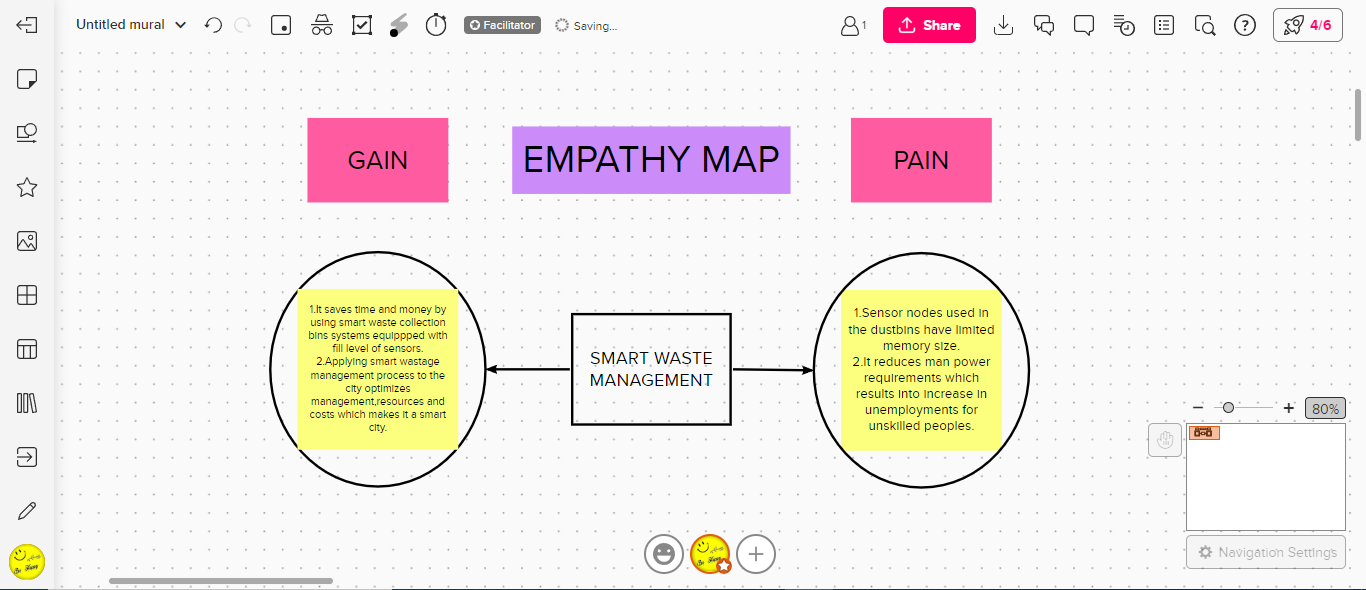 Untitled mural
Facilitator
Saving...
1
Share
4/6
GAIN
EMPATHY MAP
PAIN
1.It saves time and money by
using smart waste collection
bins systems equippped with
fill level of sensors.
2.Applying smart wastage
management process to the
city optimizes
management,resources and
costs which makes it a smart
city.
SMART WASTE
MANAGEMENT
1.Sensor nodes used in
the dustbins have limited
memory size.
2.It reduces man power
requirements which
results into increase in
unemployments for
unskilled peoples.
80%
Navigation Settings